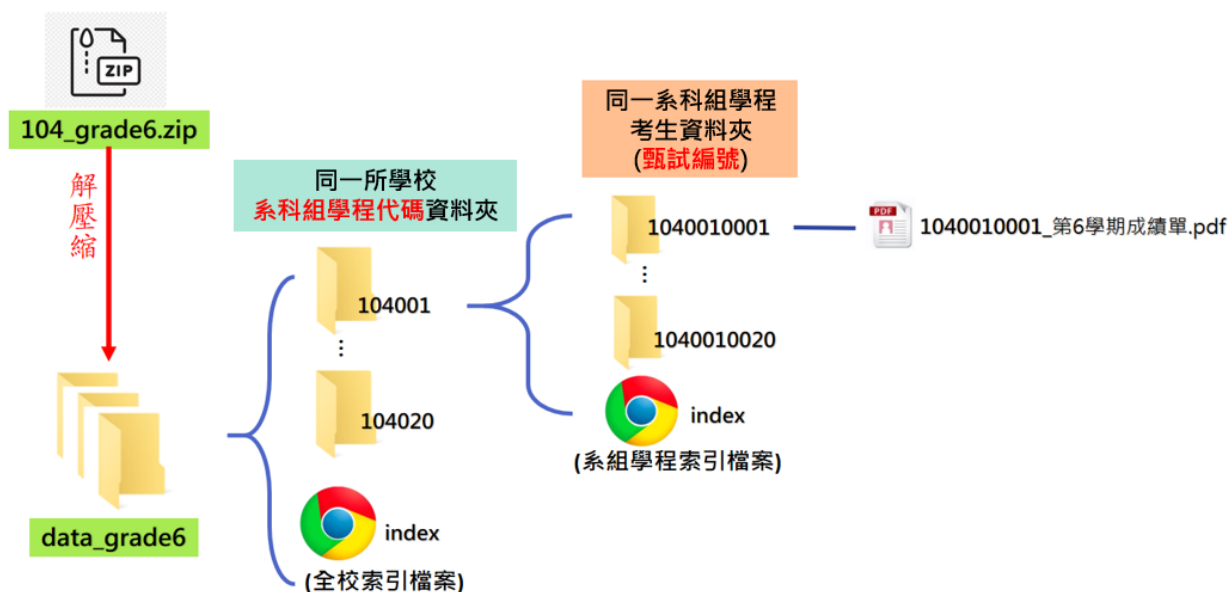 ZIP
104_grade6.zip
解
壓
縮
data_grade6
同一所學校
系科組學程代碼資料夾
104001
⋮
104020
index
(全校索引檔案)
同一系科組學程
考生資料夾
(甄試編號)
1040010001
⋮
1040010020
index
(系組學程索引檔案)
PDF
1040010001_第6學期成績單.pdf